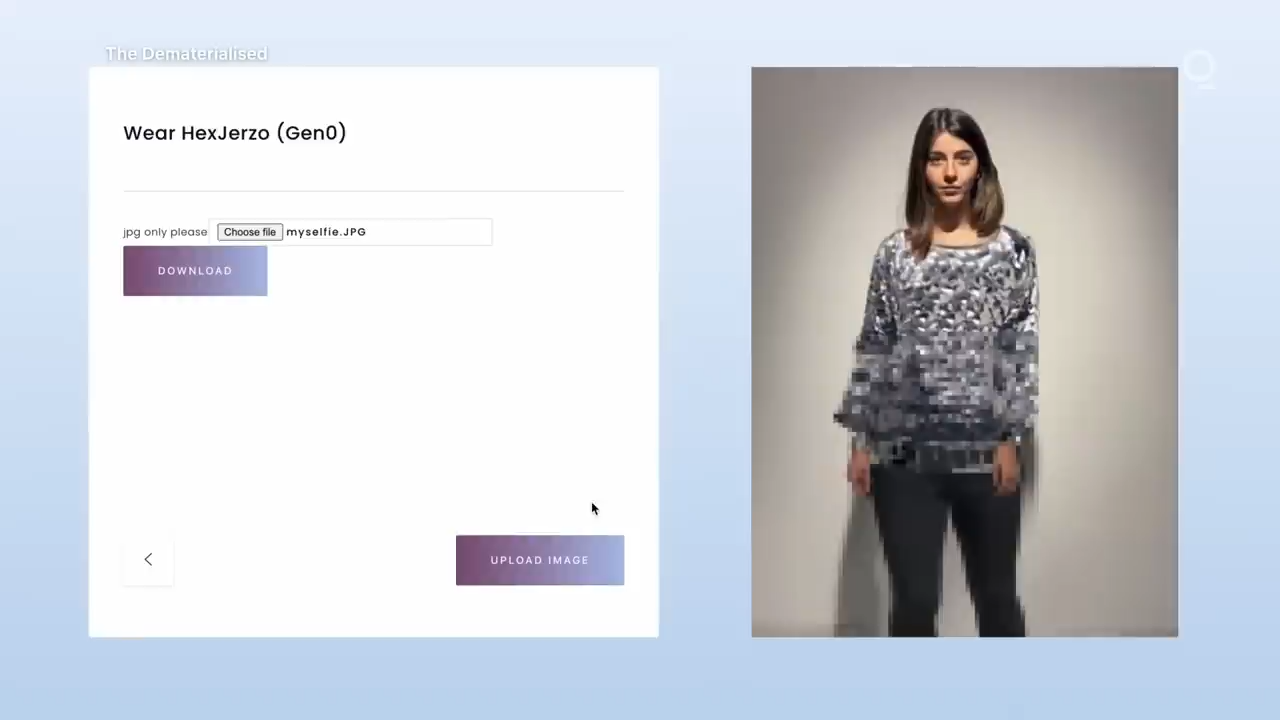 The Dematerialised
Wear HexJerzo (Gen0)
jpg only please Choose file myselfie.JPG
DOWNLOAD
UPLOAD IMAGE